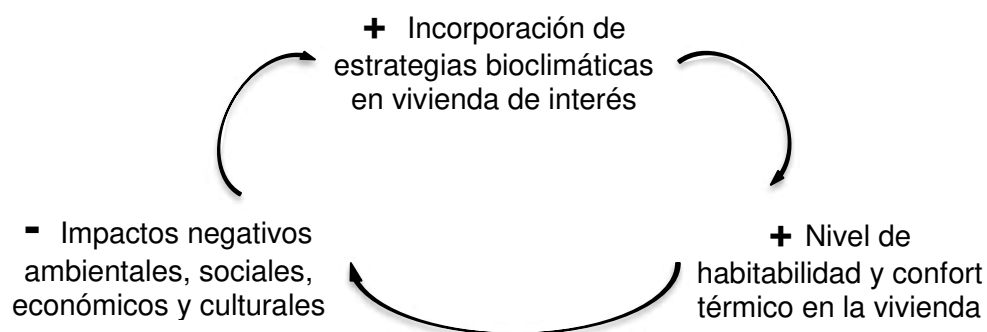 + Incorporación de
estrategias bioclimáticas
en vivienda de interés
- Impactos negativos
ambientales, sociales,
económicos y culturales
+ Nivel de
habitabilidad y confort
térmico en la vivienda